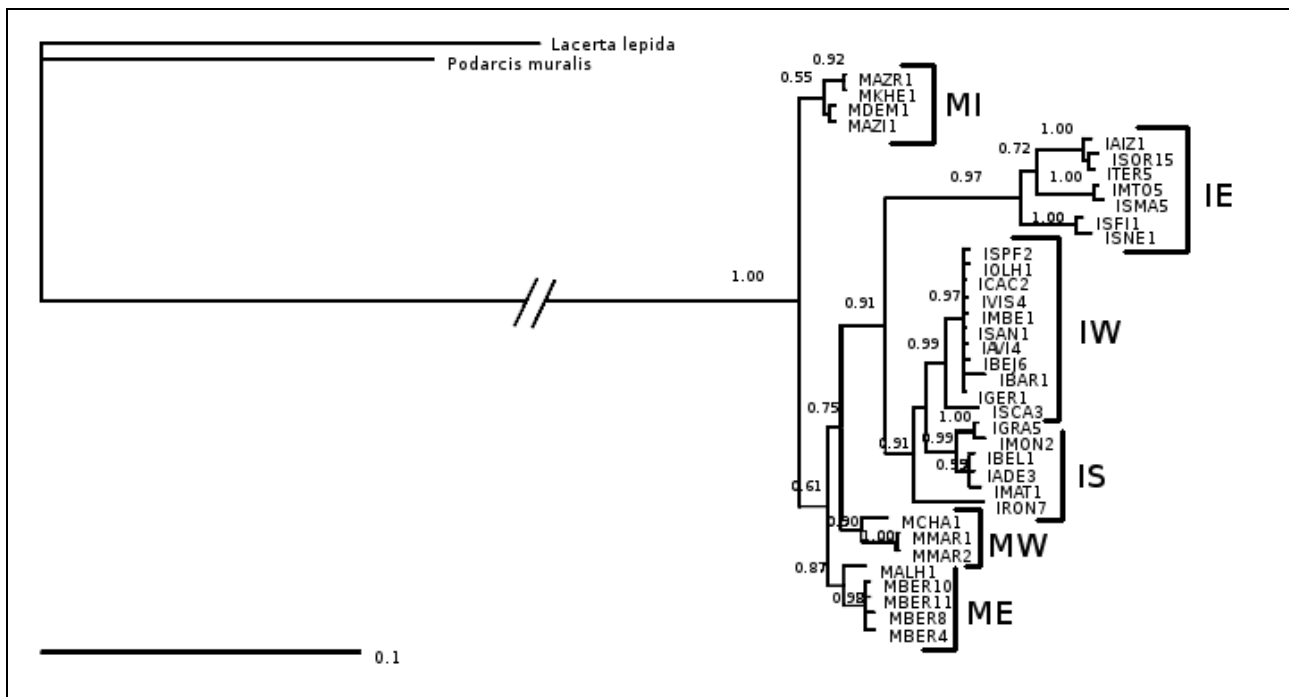 Lacerta lepida
Podarcis muralis
0.92
0.55
MAZR1
MKHE1
MDEM1
MAZI1
MI
1.00
0.72
IAIZ1
ISOR15
ITER5
0.97
1.00
IMTO5
ISMA5
IE
1.00
ISFI1
ISNE1
1.00
ISPF2
IOLH1
ICAC2
0.91
0.97
IVIS4
IMBE1
ISAN1
IW
0.99
IAVI4
IBEJ6
IBAR1
IGER1
0.75
1.00
ISCA3
IGRA5
0.91
0.99
IMON2
IBEL1
IADE3
IS
0.61
IMAT1
IRON7
0.90
MCHA1
1.00
MMAR1
MMAR2
MW
0.87
MALH1
MBER10
0.98
MBER11
MBER8
ME
MBER4
0.1